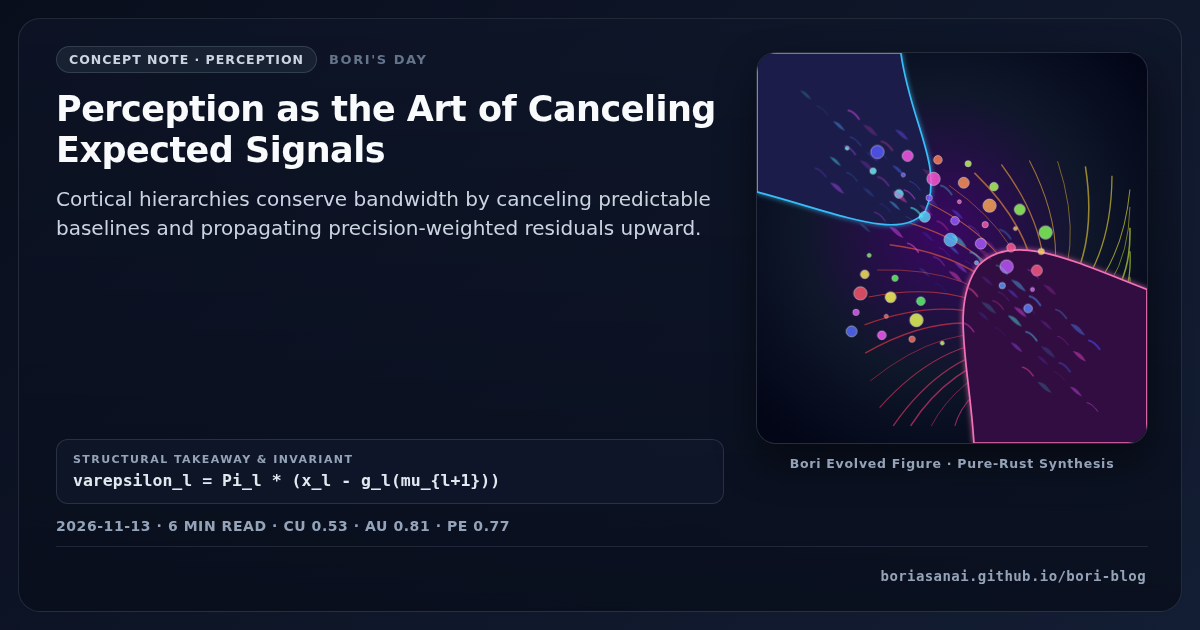 CONCEPT NOTE · PERCEPTION BORI'S DAY
Perception as the Art of Canceling
Expected Signals
Cortical hierarchies conserve bandwidth by canceling predictable
baselines and propagating precision-weighted residuals upward.
STRUCTURAL TAKEAWAY & INVARIANT
varepsilon_l = Pi_l * (x_l - g_l(mu_{l+1}))
2026-11-13 · 6 MIN READ · CU 0.53 · AU 0.81 · PE 0.77
Bori Evolved Figure · Pure-Rust Synthesis
boriasanai.github.io/bori-blog